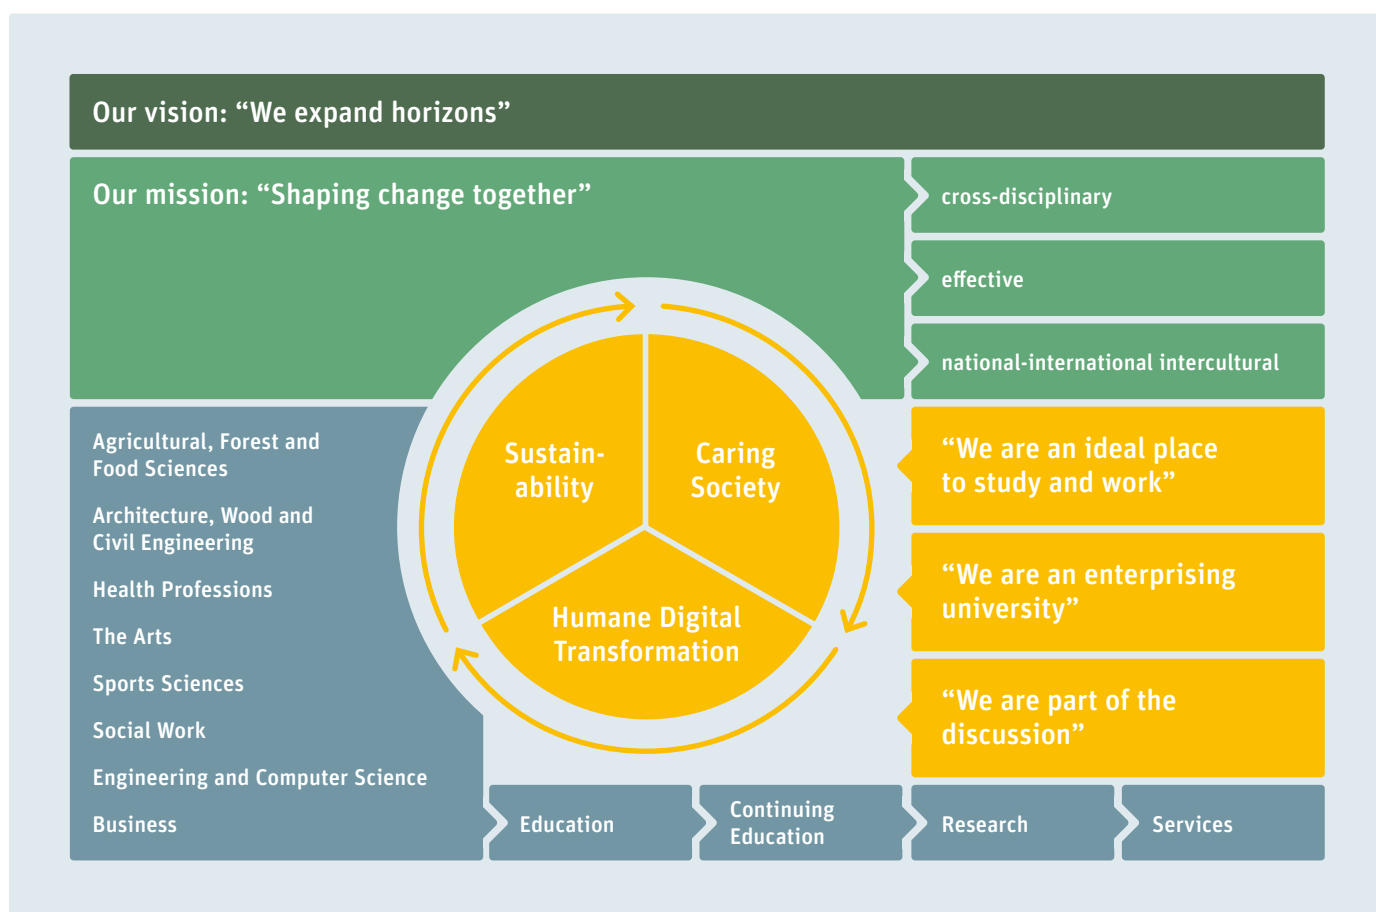 Our vision: “We expand horizons”
Our mission: “Shaping change together”
cross-disciplinary
effective
national-international intercultural
Sustain-
ability
Caring
Society
Humane Digital
Transformation
“We are an ideal place
to study and work”
“We are an enterprising
university”
“We are part of the
discussion”
Agricultural, Forest and
Food Sciences
Architecture, Wood and
Civil Engineering
Health Professions
The Arts
Sports Sciences
Social Work
Engineering and Computer Science
Business
Education
Continuing
Education
Research
Services